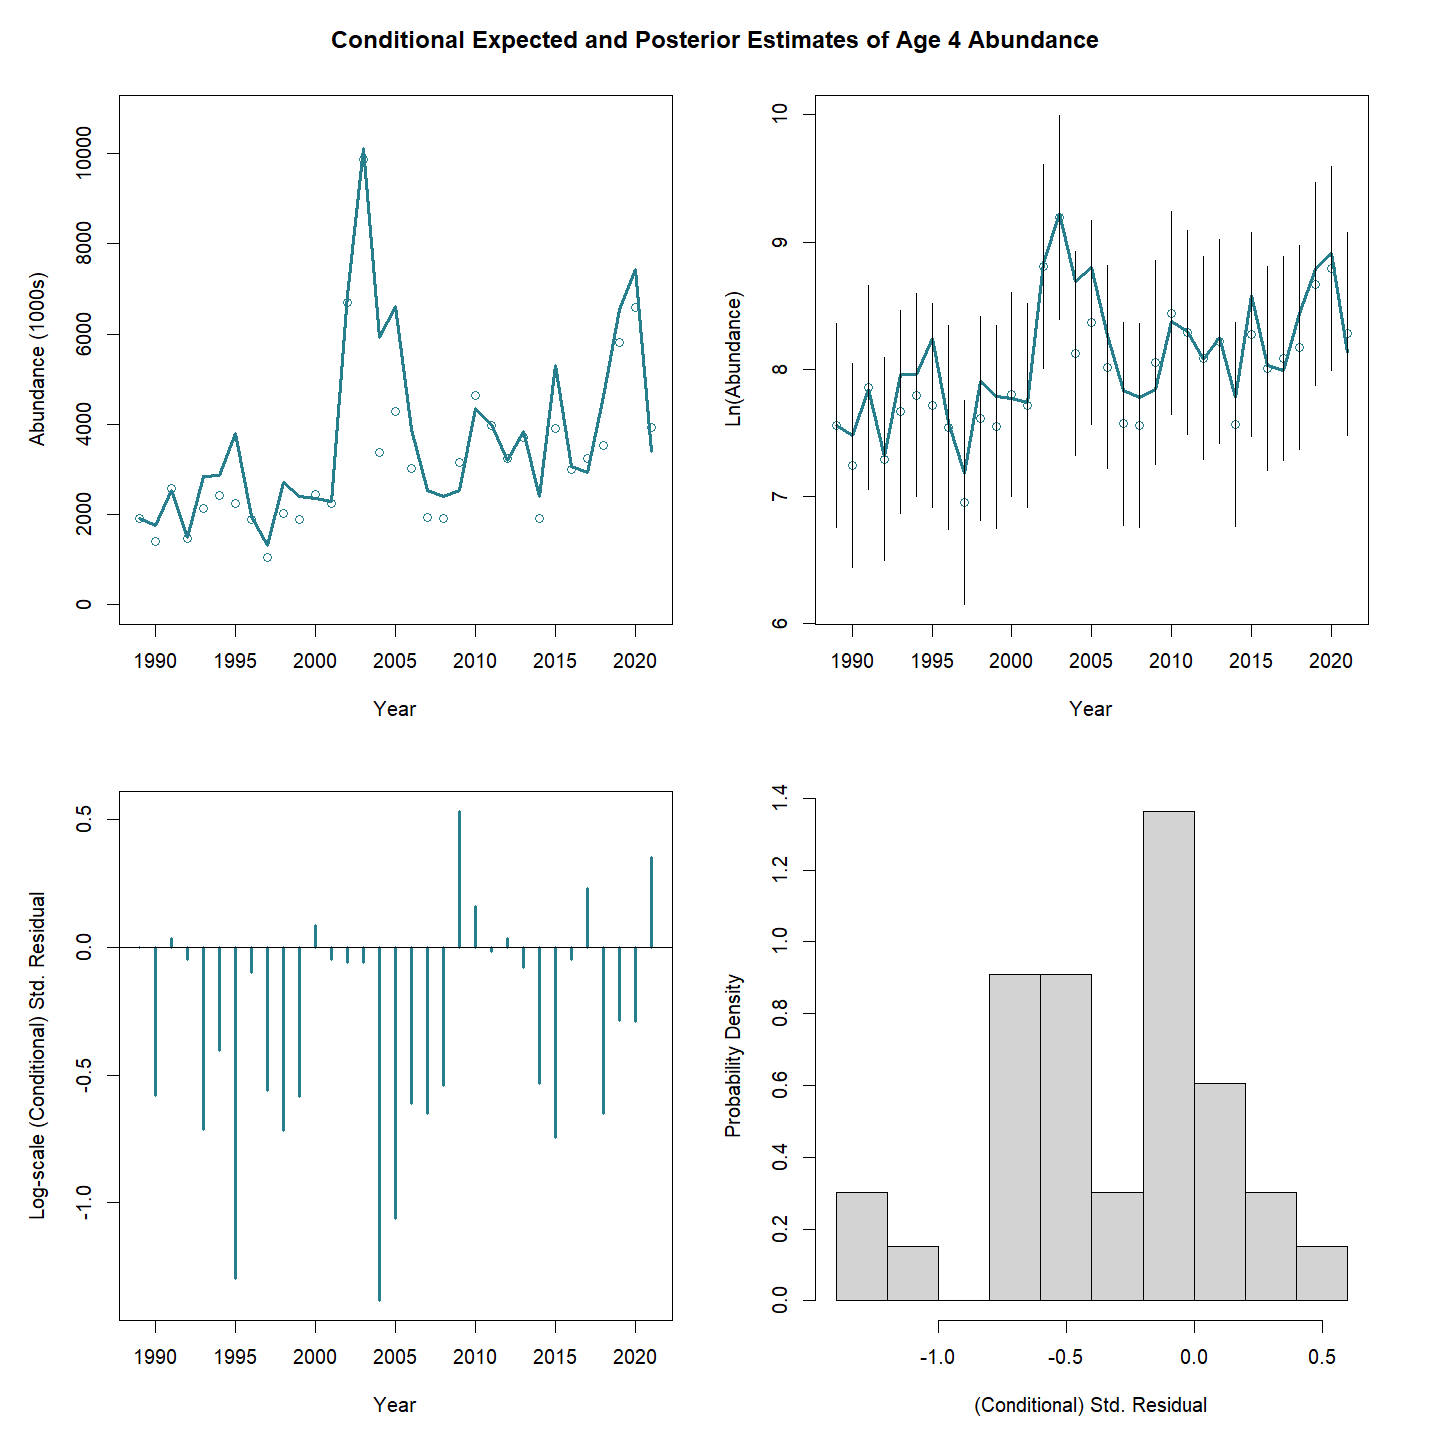 Conditional Expected and Posterior Estimates of Age 4 Abundance
Abundance (1000s)
10000
8000
6000
4000
2000
0
1990 1995 2000 2005 2010 2015 2020
Year
Ln(Abundance)
10
9
8
7
6
1990 1995 2000 2005 2010 2015 2020
Year
Log-scale (Conditional) Std. Residual
0.5
0.0
-0.5
-1.0
1990 1995 2000 2005 2010 2015 2020
Year
Probability Density
1.4
1.2
1.0
0.8
0.6
0.4
0.2
0.0
-1.0 -0.5 0.0 0.5
(Conditional) Std. Residual